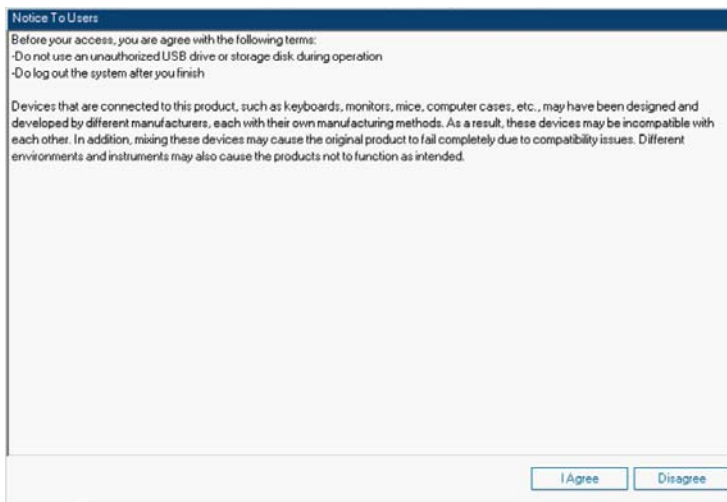 Notice To Users
Before your access, you are agree with the following terms:
-Do not use an unauthorized USB drive or storage disk during operation
-Do log out the system after you finish
Devices that are connected to this product, such as keyboards, monitors, mice, computer cases, etc., may have been designed and
developed by different manufacturers, each with their own manufacturing methods. As a result, these devices may be incompatible with
each other. In addition, mixing these devices may cause the original product to fail completely due to compatibility issues. Different
environments and instruments may also cause the products not to function as intended.
I Agree
Disagree